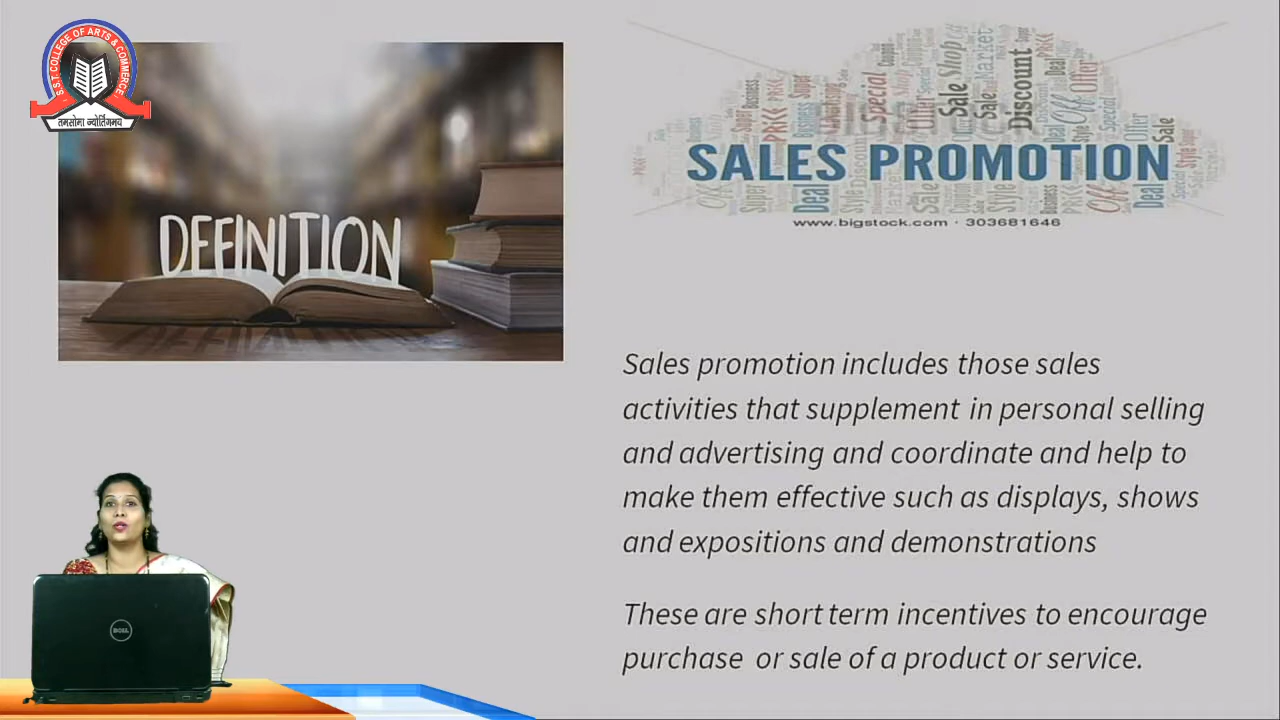 S.S.T. COLLEGE OF ARTS & COMMERCE
तमसोमा ज्योर्तिगमय
DEFINITION
SALES PROMOTION
www.bigstock.com · 303681646
Sales promotion includes those sales
activities that supplement in personal selling
and advertising and coordinate and help to
make them effective such as displays, shows
and expositions and demonstrations
These are short term incentives to encourage
purchase or sale of a product or service.
DELL